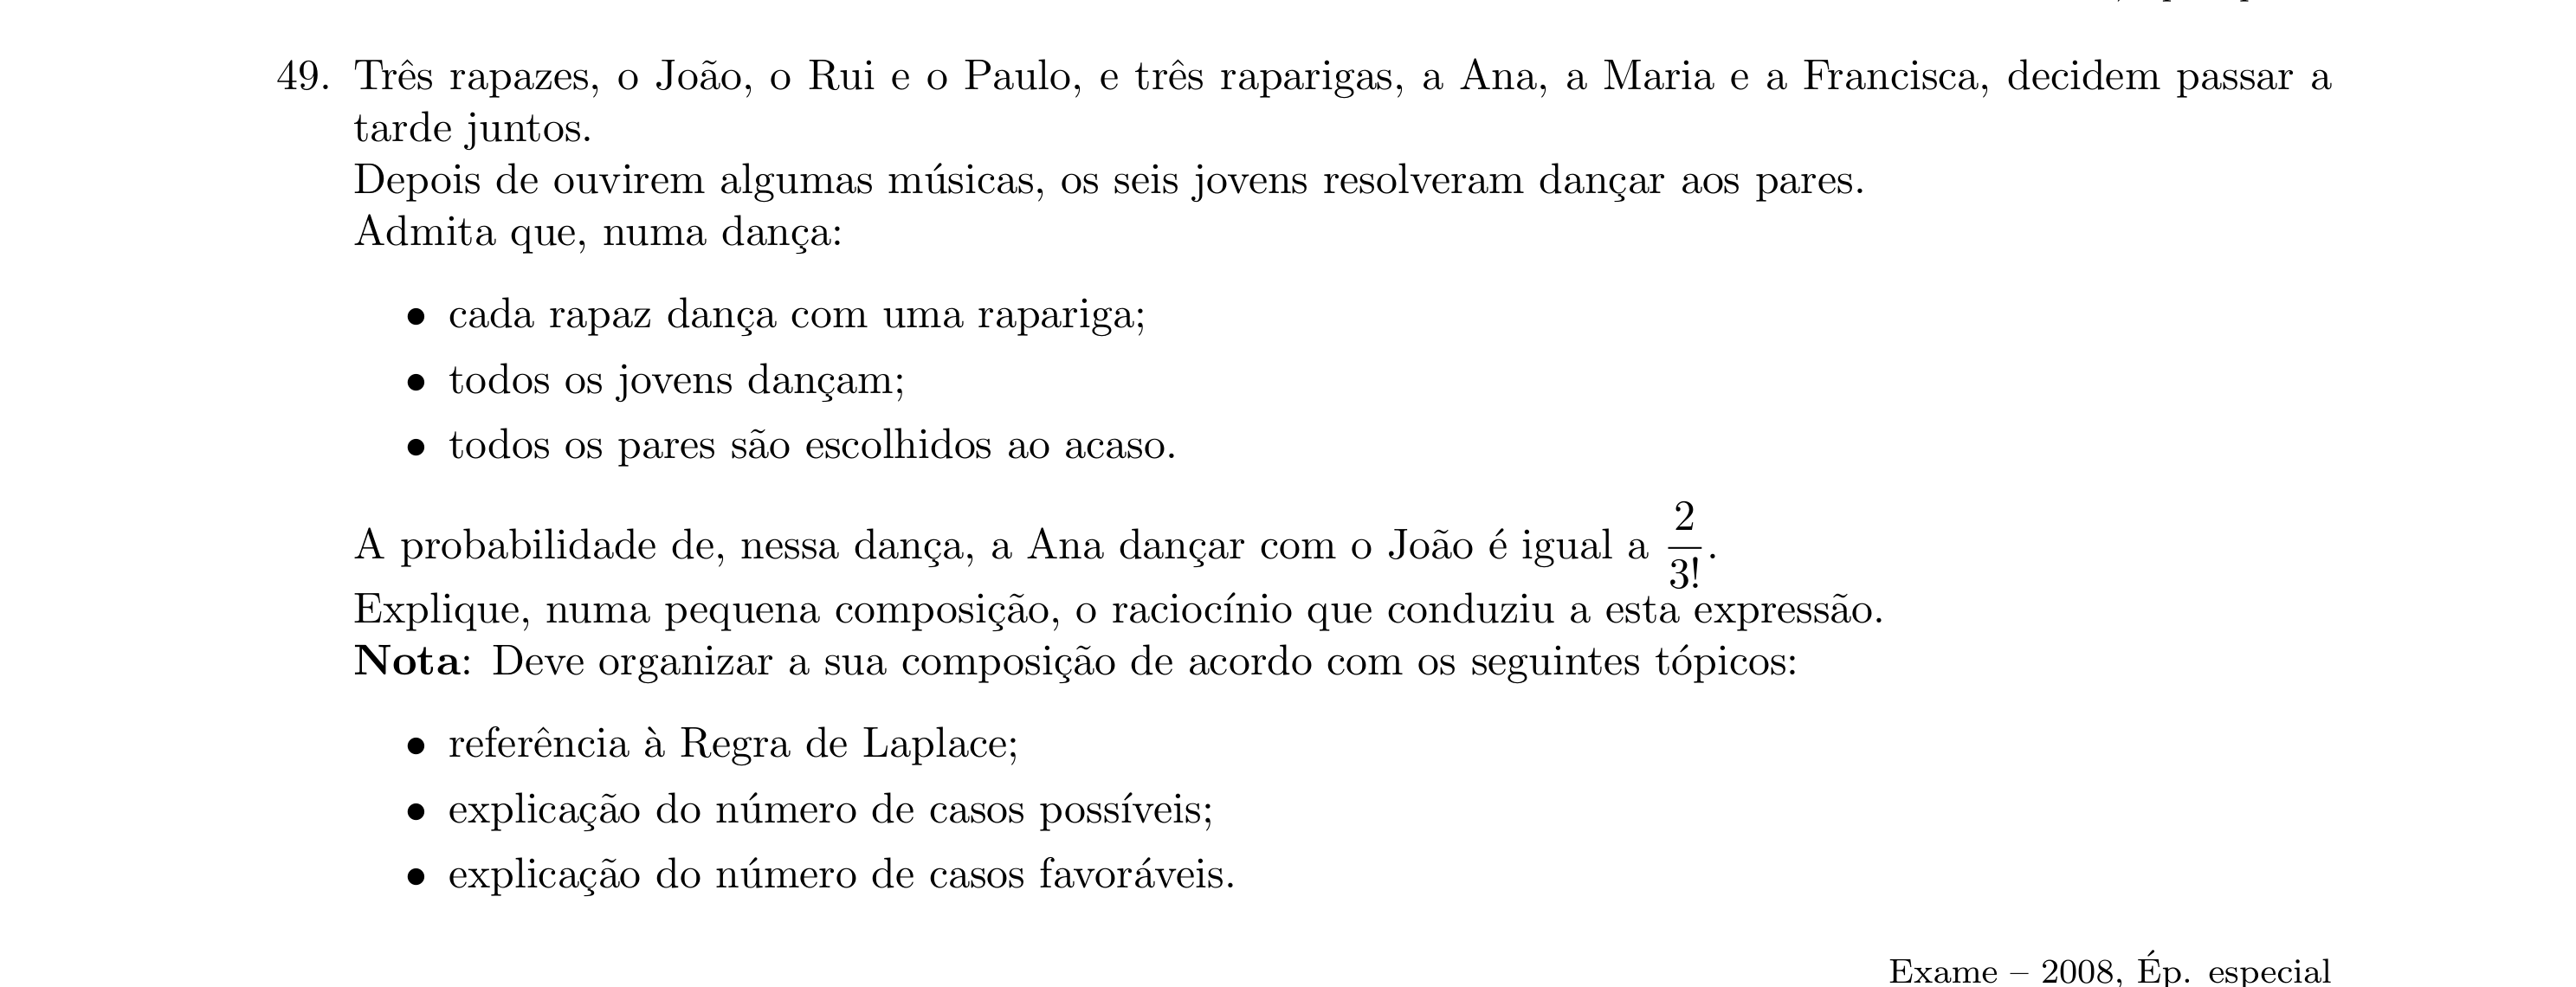 49. Três rapazes, o João, o Rui e o Paulo, e três raparigas, a Ana, a Maria e a Francisca, decidem passar a
tarde juntos.
Depois de ouvirem algumas músicas, os seis jovens resolveram dançar aos pares.
Admita que, numa dança:
• cada rapaz dança com uma rapariga;
• todos os jovens dançam;
• todos os pares são escolhidos ao acaso.
A probabilidade de, nessa dança, a Ana dançar com o João é igual a 2/3!.
Explique, numa pequena composição, o raciocínio que conduziu a esta expressão.
Nota: Deve organizar a sua composição de acordo com os seguintes tópicos:
• referência à Regra de Laplace;
• explicação do número de casos possíveis;
• explicação do número de casos favoráveis.
Exame – 2008, Ép. especial